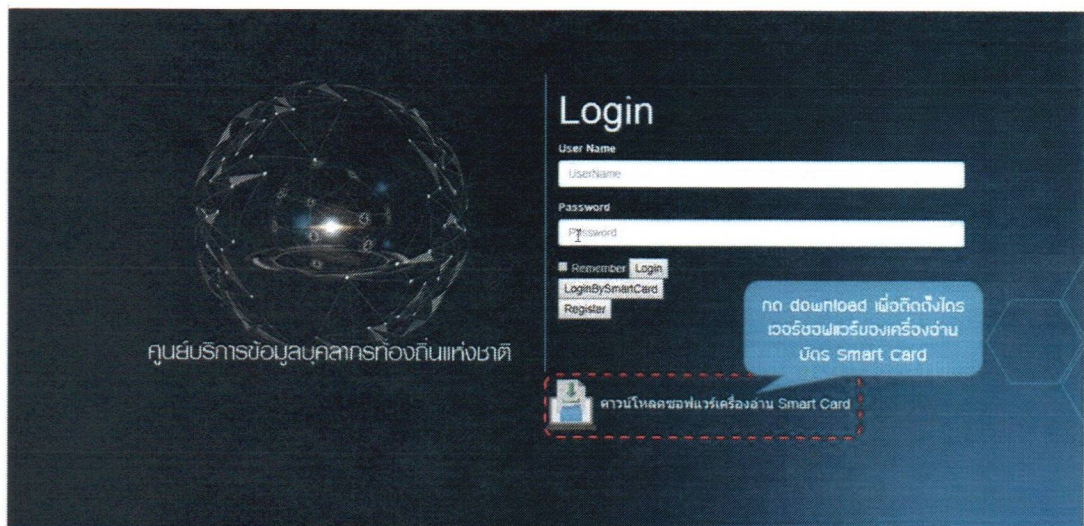 ศูนย์บริการข้อมูลบุคลากรท้องถิ่นแห่งชาติ
Login
User Name
UserName
Password
Password
Remember Login
LoginBySmartCard
Register
กด download เพื่อติดตั้งไดร
เวอร์ซอฟแวร์ของเครื่องอ่าน
บัตร Smart Card
ดาวน์โหลดซอฟแวร์เครื่องอ่าน Smart Card